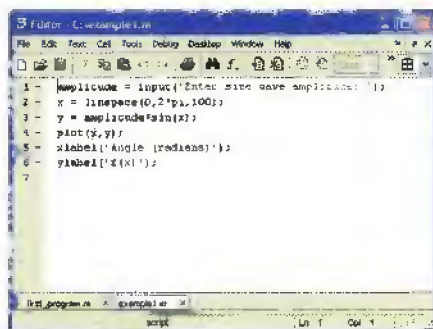 Editor - C:\example1.m
File Edit Text Cell Tools Debug Desktop Window Help
1 - amplitude = input('Enter sine wave amplitude: ');
2 - x = linspace(0,2*pi,100);
3 - y = amplitude*sin(x);
4 - plot(x,y);
5 - xlabel('Angle (radians)');
6 - ylabel('f(x)');
7
first_program.m × example1.m ×
script Ln 1 Col 1